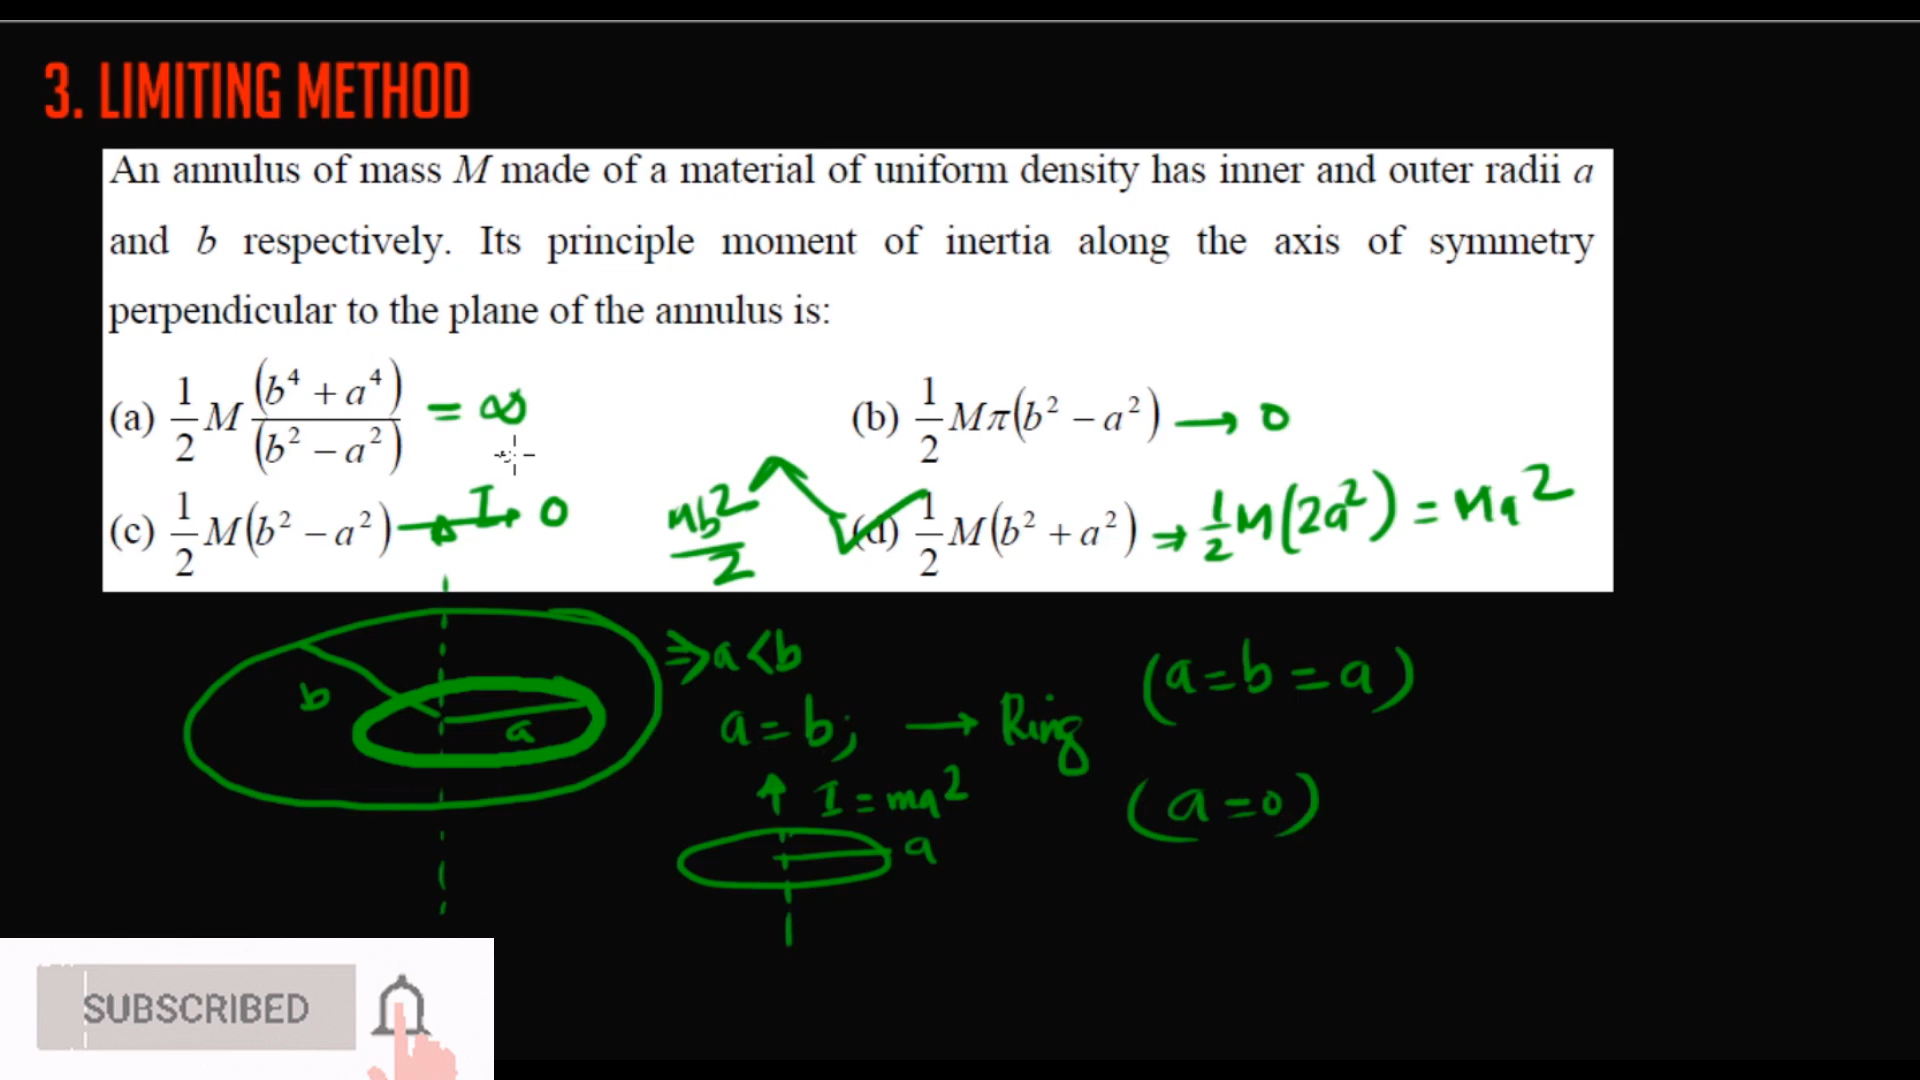 3. LIMITING METHOD
An annulus of mass M made of a material of uniform density has inner and outer radii a
and b respectively. Its principle moment of inertia along the axis of symmetry
perpendicular to the plane of the annulus is:
(a) 1/2 M (b⁴ + a⁴)/(b² − a²) = ∞
(b) 1/2 Mπ(b² − a²) → 0
(c) 1/2 M(b² − a²) → I → 0
Mb²/2
(d) 1/2 M(b² + a²) ⇒ 1/2 M(2a²) = Ma²
b
a
⇒ a < b
(a = b = a)
a = b; → Ring
I = ma²
(a = 0)
a
SUBSCRIBED